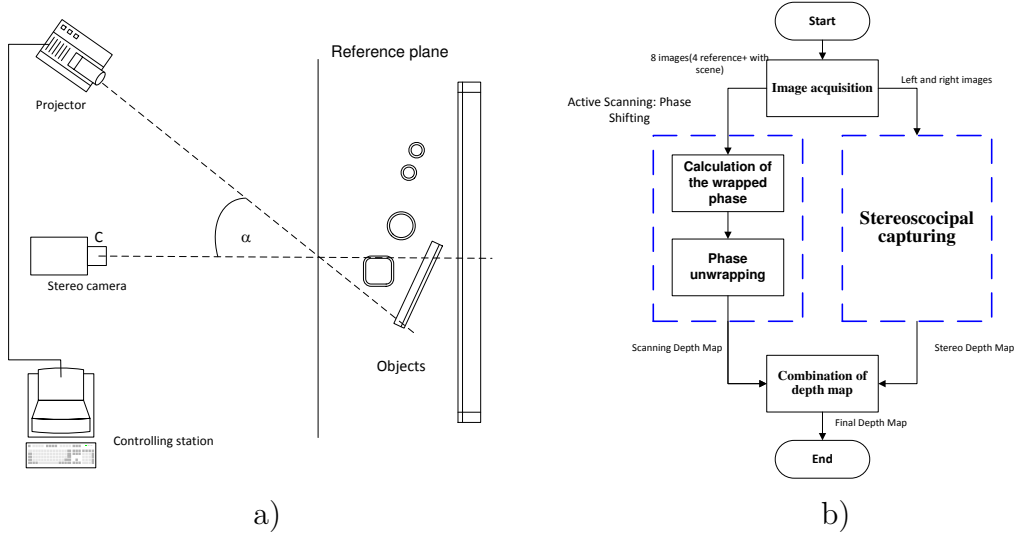 Reference plane
Projector
α
C
Stereo camera
Objects
Controlling station
a)
Start
8 images(4 reference+ with
scene)
Image acquisition
Left and right images
Active Scanning: Phase
Shifting
Calculation of
the wrapped
phase
Stereoscocipal
capturing
Phase
unwrapping
Scanning Depth Map
Stereo Depth Map
Combination of
depth map
Final Depth Map
End
b)